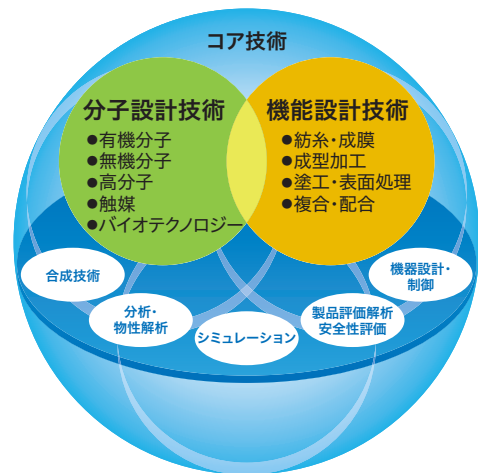 コア技術
分子設計技術
●有機分子
●無機分子
●高分子
●触媒
●バイオテクノロジー
機能設計技術
●紡糸・成膜
●成型加工
●塗工・表面処理
●複合・配合
合成技術
分析・
物性解析
シミュレーション
製品評価解析
安全性評価
機器設計・
制御